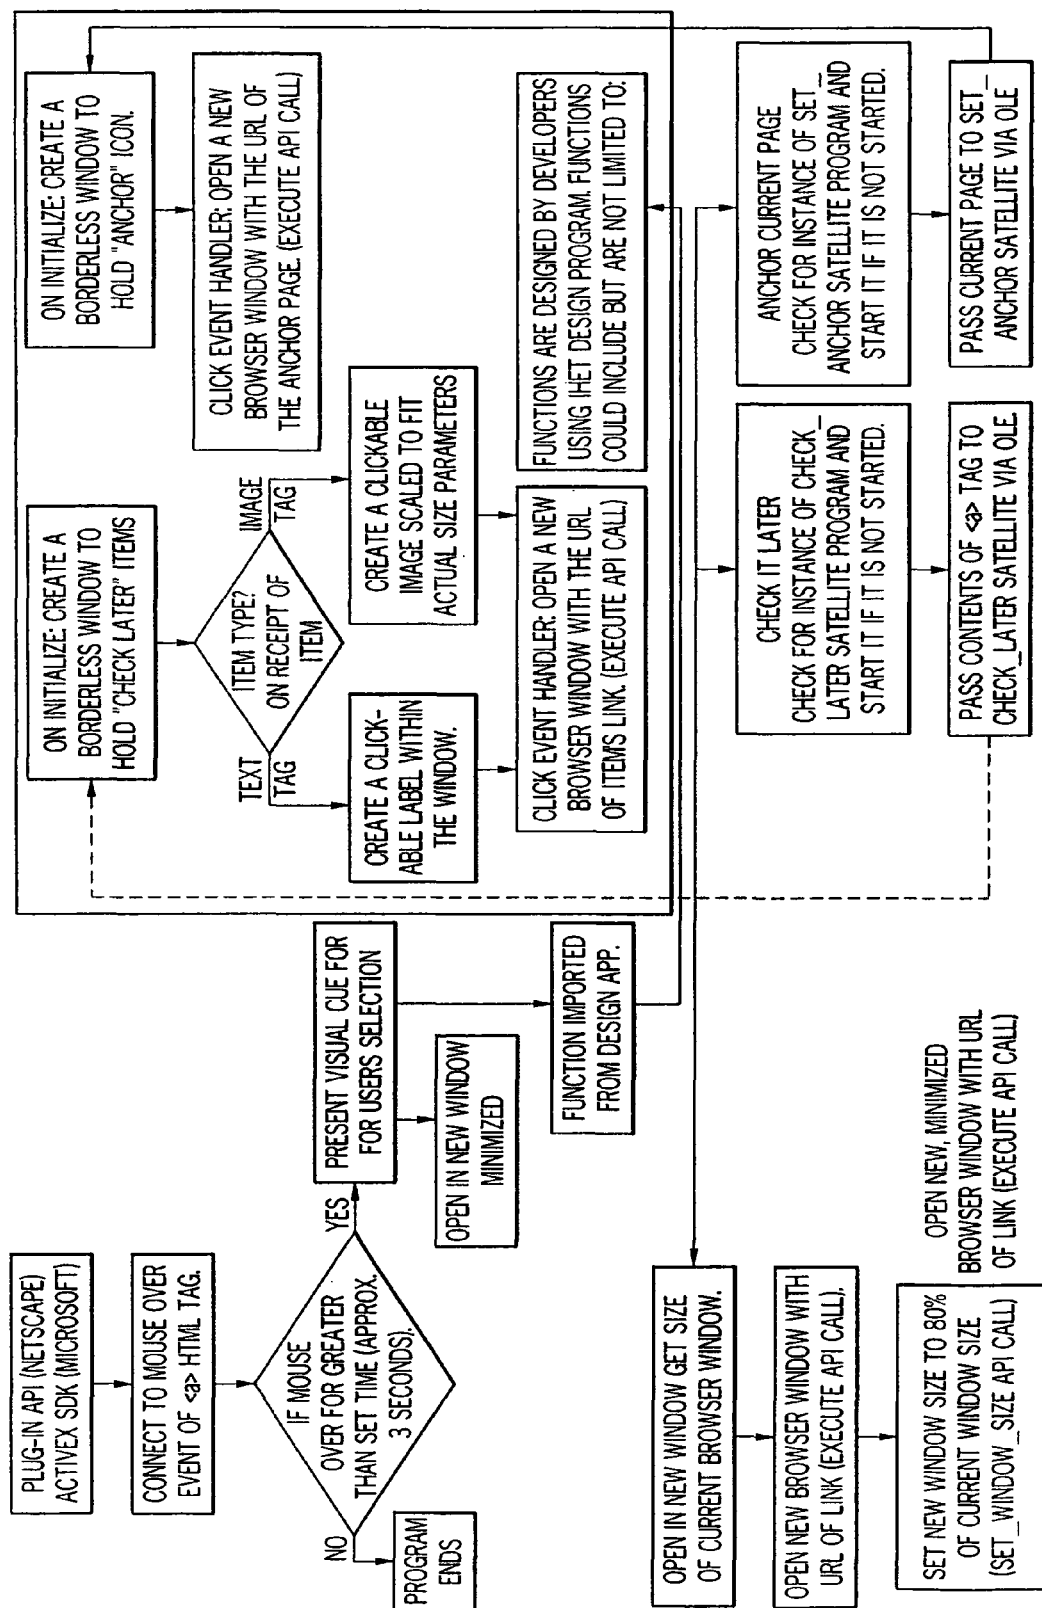 PLUG-IN API (NETSCAPE)
ACTIVEX SDK (MICROSOFT)
CONNECT TO MOUSE OVER
EVENT OF <a> HTML TAG.
IF MOUSE
OVER FOR GREATER
THAN SET TIME (APPROX.
3 SECONDS).
NO
YES
PROGRAM
ENDS
PRESENT VISUAL CUE FOR
FOR USERS SELECTION
OPEN IN NEW WINDOW
MINIMIZED
FUNCTION IMPORTED
FROM DESIGN APP.
ON INITIALIZE: CREATE A
BORDERLESS WINDOW TO
HOLD "CHECK LATER" ITEMS
ITEM TYPE?
ON RECEIPT OF
ITEM
TEXT
TAG
IMAGE
TAG
CREATE A CLICK-
ABLE LABEL WITHIN
THE WINDOW.
CREATE A CLICKABLE
IMAGE SCALED TO FIT
ACTUAL SIZE PARAMETERS
CLICK EVENT HANDLER: OPEN A NEW
BROWSER WINDOW WITH THE URL
OF ITEM'S LINK. (EXECUTE API CALL)
ON INITIALIZE: CREATE A
BORDERLESS WINDOW TO
HOLD "ANCHOR" ICON.
CLICK EVENT HANDLER: OPEN A NEW
BROWSER WINDOW WITH THE URL OF
THE ANCHOR PAGE. (EXECUTE API CALL)
FUNCTIONS ARE DESIGNED BY DEVELOPERS
USING IHET DESIGN PROGRAM. FUNCTIONS
COULD INCLUDE BUT ARE NOT LIMITED TO:
OPEN IN NEW WINDOW GET SIZE
OF CURRENT BROWSER WINDOW.
OPEN NEW BROWSER WINDOW WITH
URL OF LINK (EXECUTE API CALL).
SET NEW WINDOW SIZE TO 80%
OF CURRENT WINDOW SIZE
(SET_WINDOW_SIZE API CALL)
OPEN NEW, MINIMIZED
BROWSER WINDOW WITH URL
OF LINK (EXECUTE API CALL)
CHECK IT LATER
CHECK FOR INSTANCE OF CHECK_
LATER SATELLITE PROGRAM AND
START IF IT IS NOT STARTED.
PASS CONTENTS OF <a> TAG TO
CHECK_LATER SATELLITE VIA OLE.
ANCHOR CURRENT PAGE
CHECK FOR INSTANCE OF SET_
ANCHOR SATELLITE PROGRAM AND
START IF IT IS NOT STARTED.
PASS CURRENT PAGE TO SET_
ANCHOR SATELLITE VIA OLE